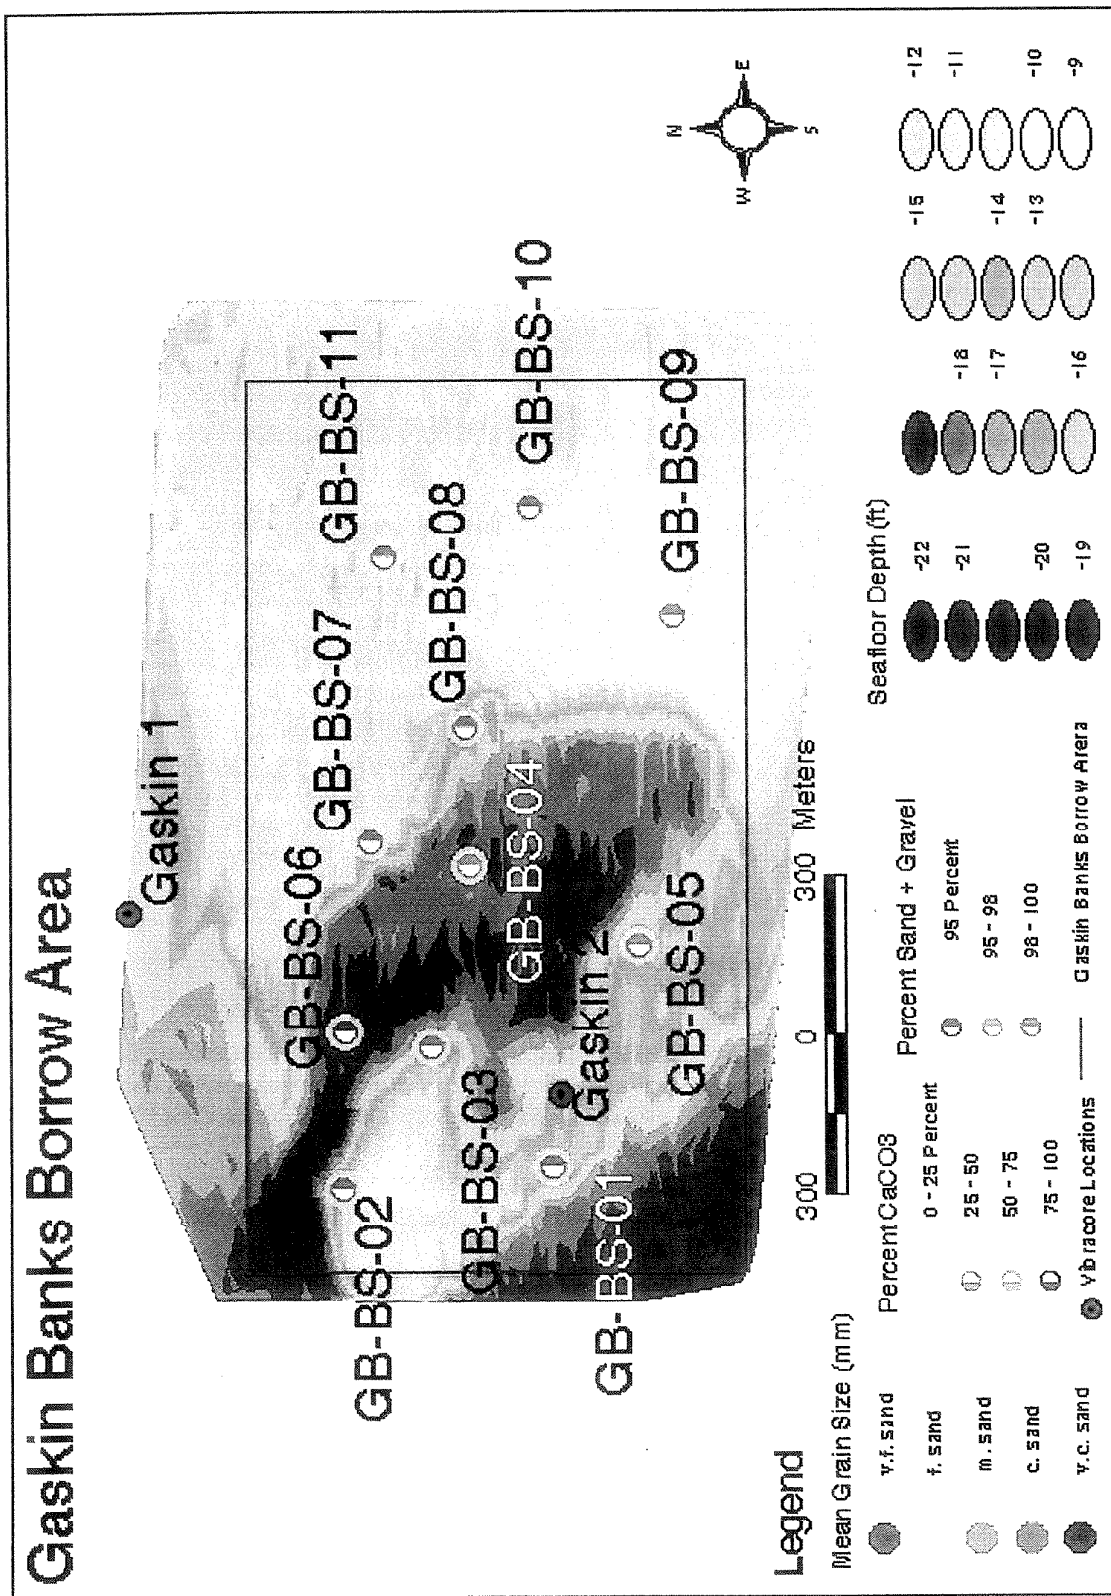 Gaskin Banks Borrow Area
Gaskin 1
GB-BS-11
GB-BS-07
GB-BS-06
GB-BS-02
GB-BS-08
GB-BS-10
GB-BS-04
GB-BS-03
Gaskin 2
GB-BS-01
GB-BS-05
GB-BS-09
N
W
E
S
300
0
300
Meters
Legend
Mean Grain Size (mm)
v.f. sand
f. sand
m. sand
c. sand
v.c. sand
Percent CaCO3
0 - 25 Percent
25 - 50
50 - 75
75 - 100
Vibracore Locations
Percent Sand + Gravel
95 Percent
95 - 98
98 - 100
Gaskin Banks Borrow Arera
Seafloor Depth (ft)
-22
-21
-20
-19
-18
-17
-16
-15
-14
-13
-12
-11
-10
-9